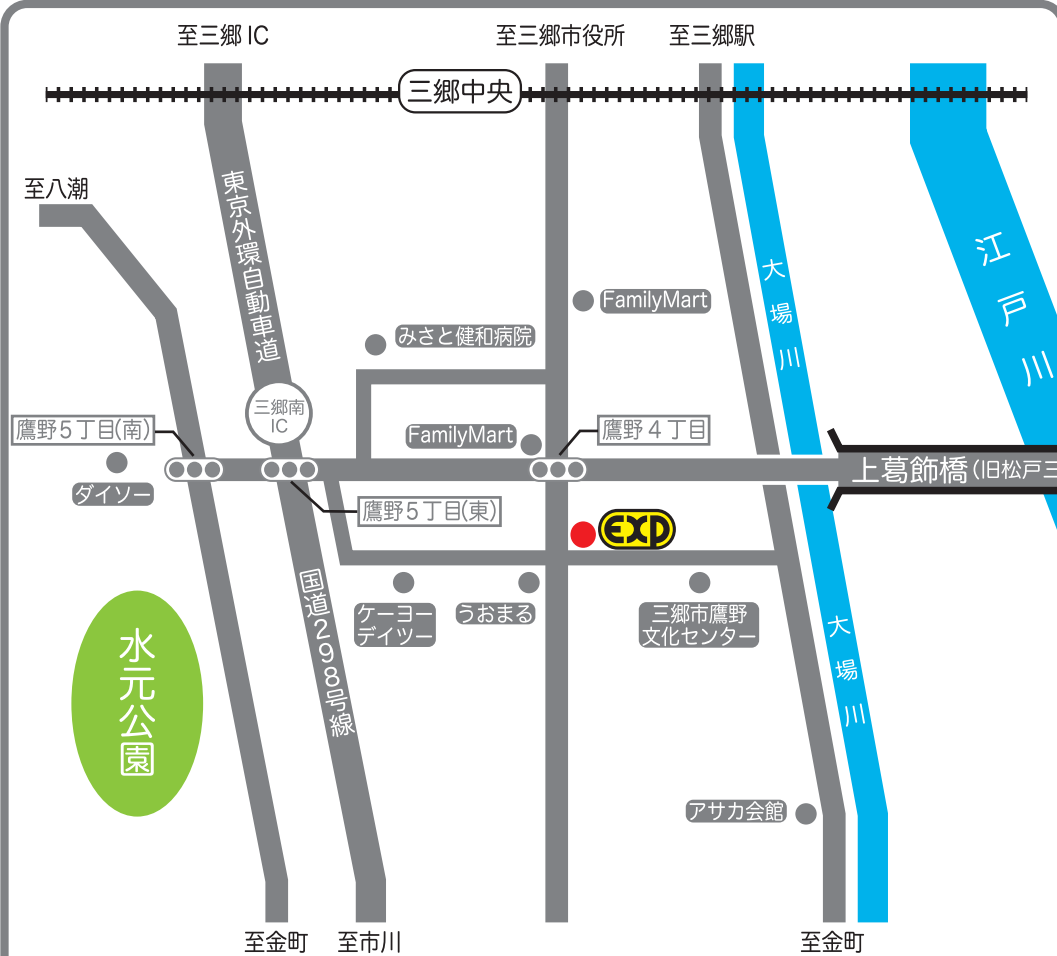 至三郷IC
至三郷市役所
至三郷駅
三郷中央
至八潮
東京外環自動車道
大場川
江戸川
FamilyMart
みさと健和病院
三郷南
IC
鷹野5丁目(南)
FamilyMart
鷹野4丁目
上葛飾橋(旧松戸三
ダイソー
鷹野5丁目(東)
EXP
国道298号線
ケーヨー
デイツー
うおまる
三郷市鷹野
文化センター
大場川
水元公園
アサカ会館
至金町
至市川
至金町